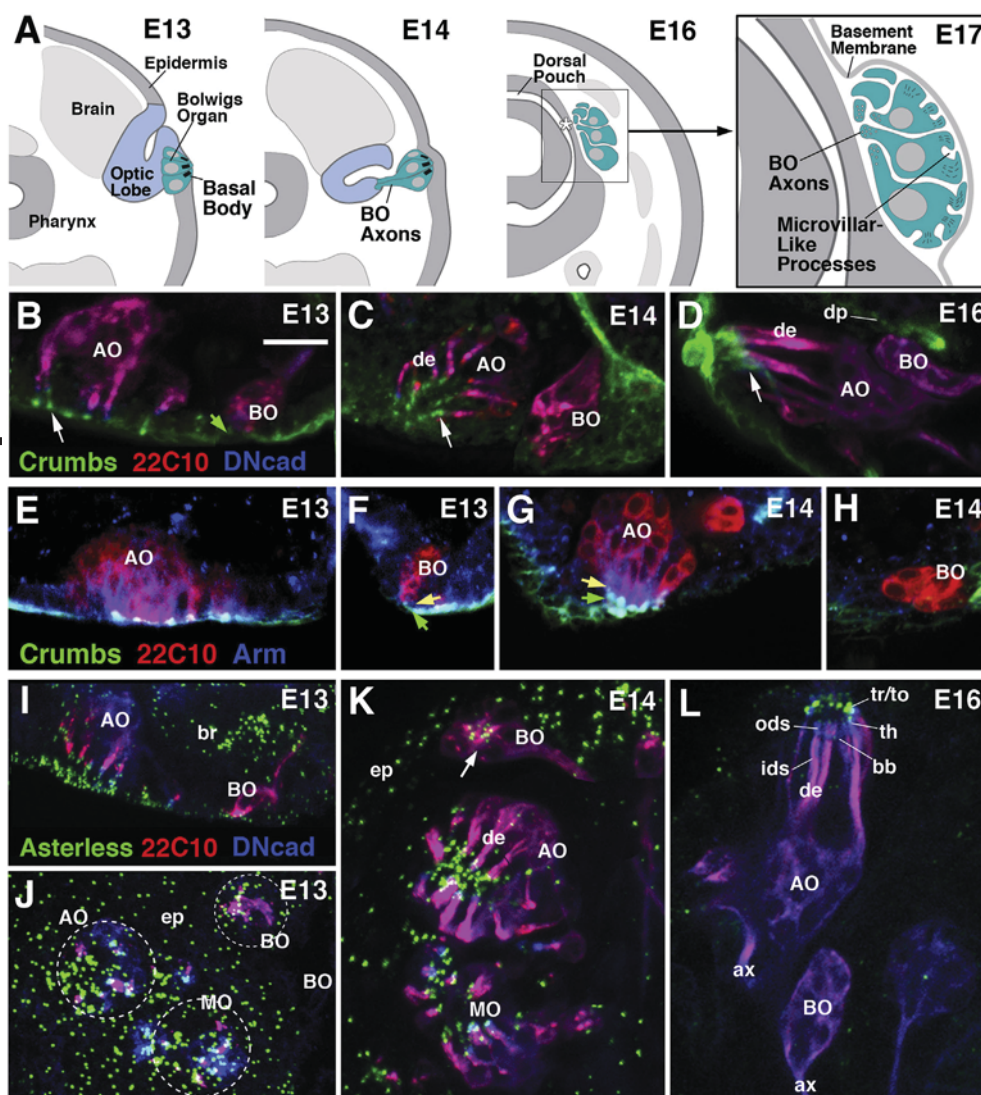 A
E13
E14
E16
E17
Epidermis
Brain
Bolwigs
Organ
Optic
Lobe
Basal
Body
Pharynx
BO
Axons
Dorsal
Pouch
*
Basement
Membrane
BO
Axons
Microvillar-
Like
Processes
B
E13
AO
BO
Crumbs 22C10 DNcad
C
E14
de
AO
BO
D
dp
E16
de
BO
AO
E
E13
AO
Crumbs 22C10 Arm
F
E13
BO
G
E14
AO
H
E14
BO
I
E13
AO
br
BO
Asterless 22C10 DNcad
J
E13
AO
ep
BO
BO
MO
K
E14
BO
ep
de
AO
MO
L
E16
tr/to
ods
th
ids
bb
de
AO
ax
BO
ax